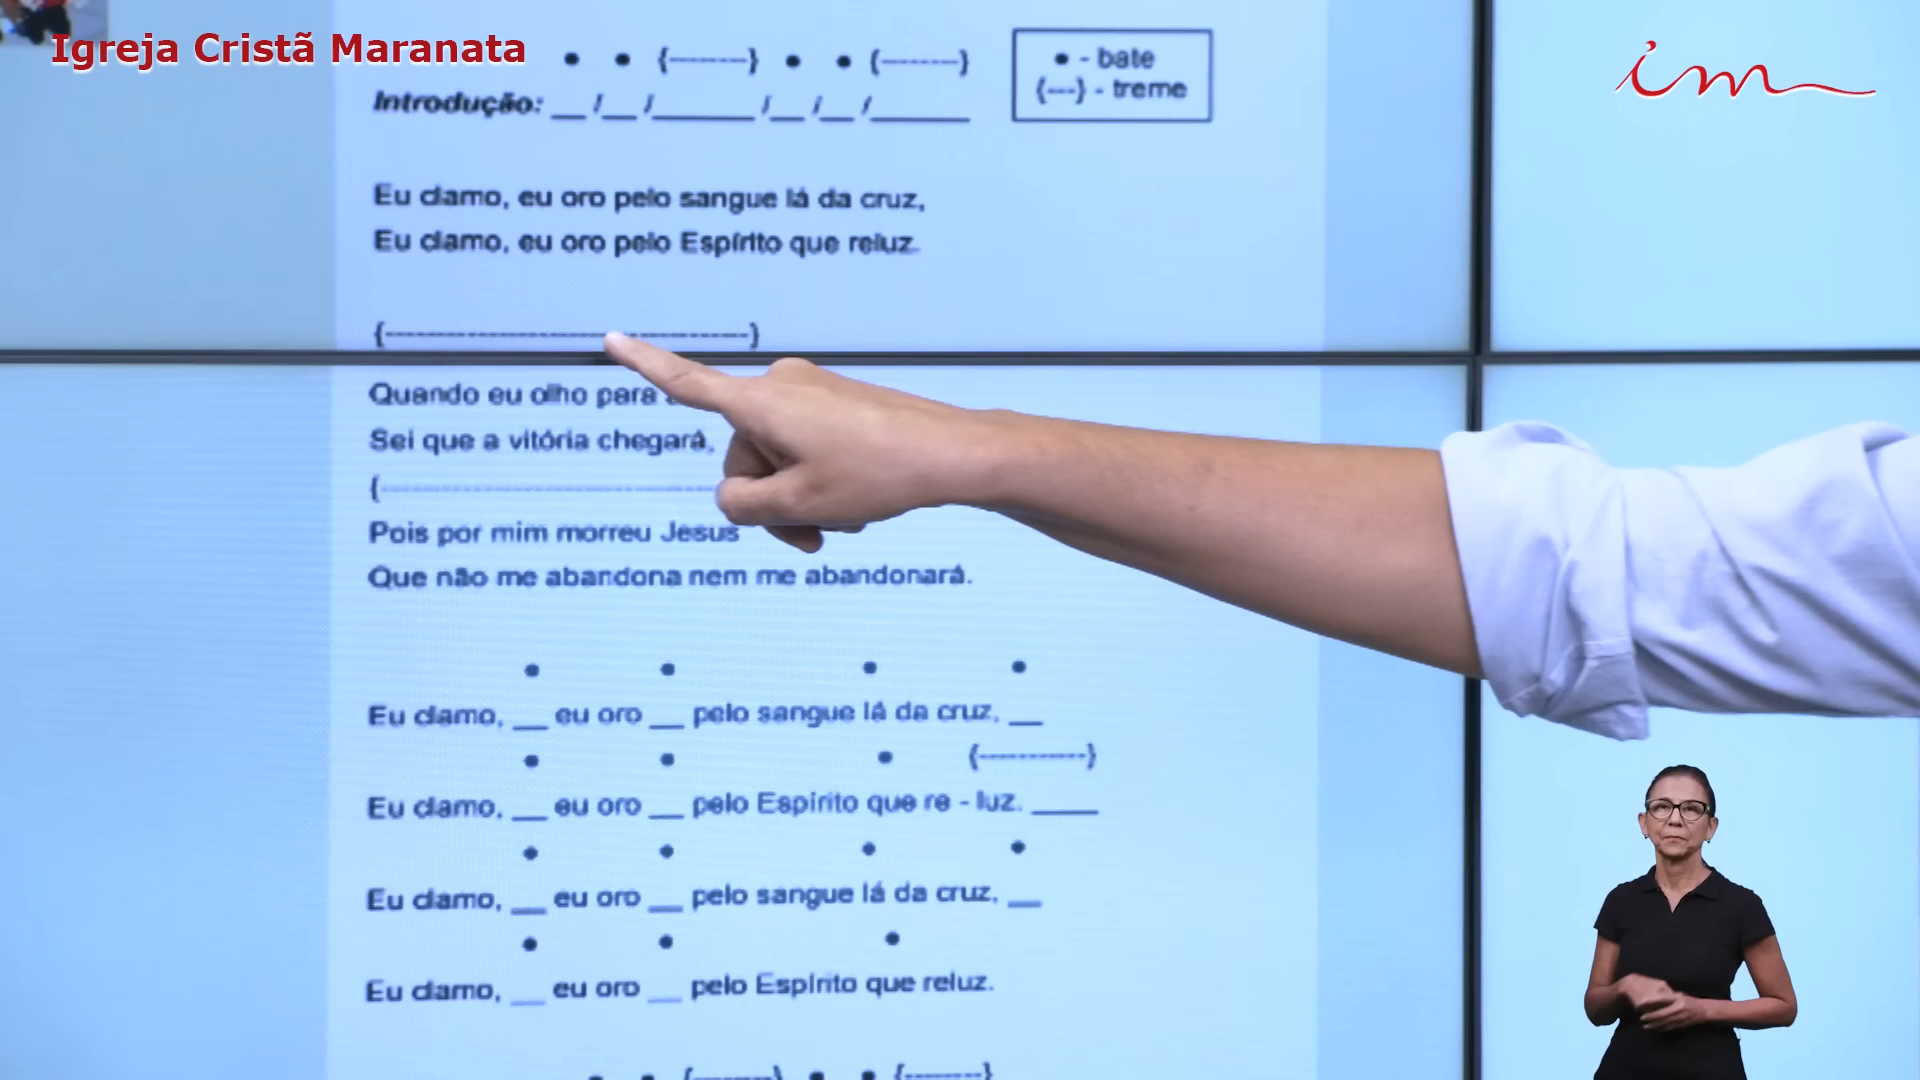 Igreja Cristã Maranata
im
• • {-------} • • {-------}
• - bate
{---} - treme
Introdução: __ /__ /______ /__ /__ /______
Eu clamo, eu oro pelo sangue lá da cruz,
Eu clamo, eu oro pelo Espírito que reluz.
{-----------------------------------}
Quando eu olho para
Sei que a vitória chegará,
{--------------------------------
Pois por mim morreu Jesus
Que não me abandona nem me abandonará.
• • • •
Eu clamo, __ eu oro __ pelo sangue lá da cruz, __
• • • {-----------}
Eu clamo, __ eu oro __ pelo Espírito que re - luz. ____
• • • •
Eu clamo, __ eu oro __ pelo sangue lá da cruz, __
• • •
Eu clamo, __ eu oro __ pelo Espírito que reluz.
• • {-------} • • {-------}